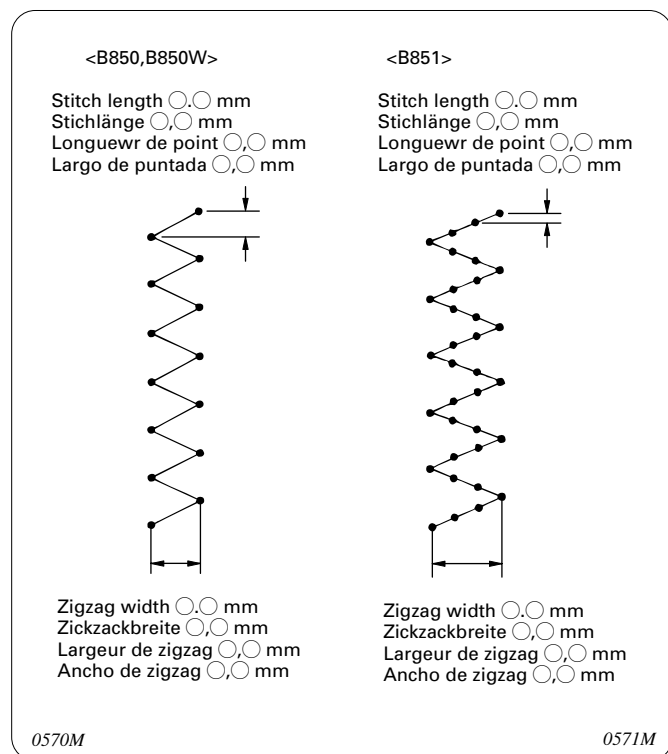 <B850,B850W>
Stitch length ○.○ mm
Stichlänge ○,○ mm
Longuewr de point ○,○ mm
Largo de puntada ○,○ mm
Zigzag width ○.○ mm
Zickzackbreite ○,○ mm
Largeur de zigzag ○,○ mm
Ancho de zigzag ○,○ mm
0570M
<B851>
Stitch length ○.○ mm
Stichlänge ○,○ mm
Longuewr de point ○,○ mm
Largo de puntada ○,○ mm
Zigzag width ○.○ mm
Zickzackbreite ○,○ mm
Largeur de zigzag ○,○ mm
Ancho de zigzag ○,○ mm
0571M